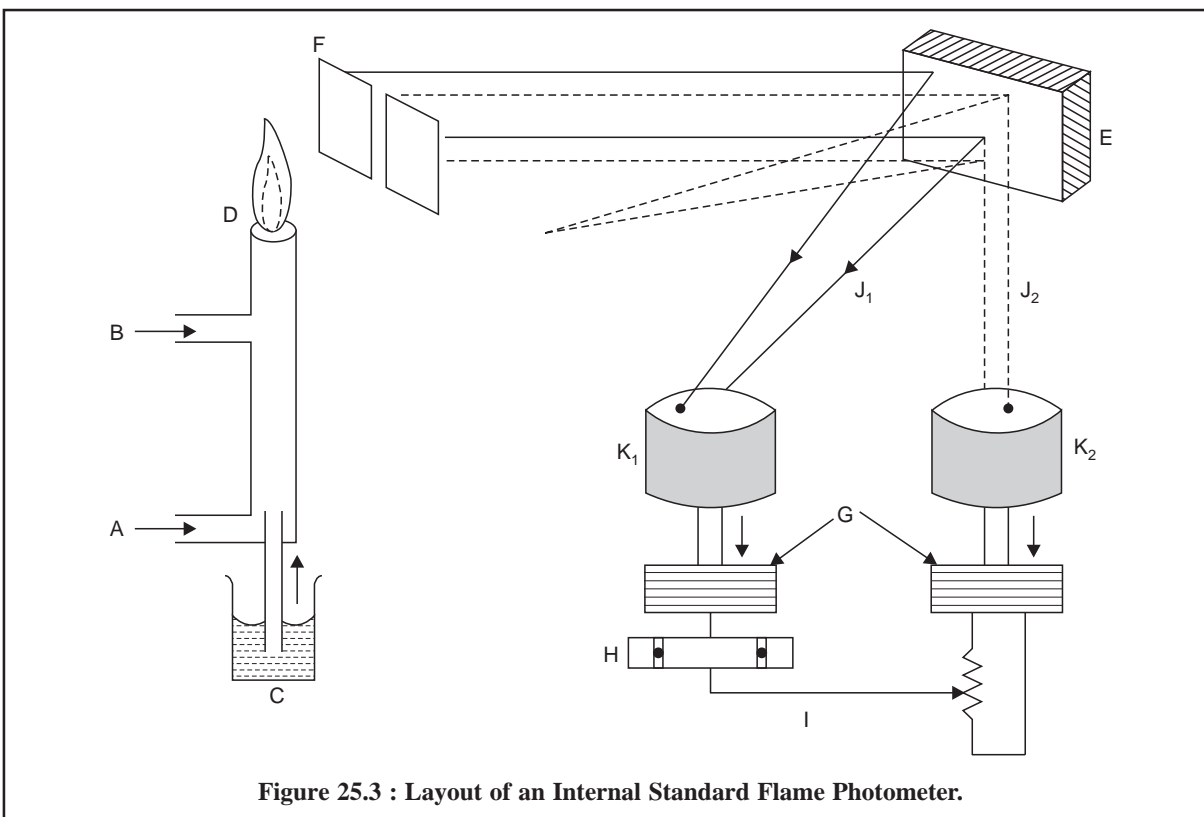 F
E
D
J₁
J₂
B
K₁
K₂
A
G
H
C
I
Figure 25.3 : Layout of an Internal Standard Flame Photometer.